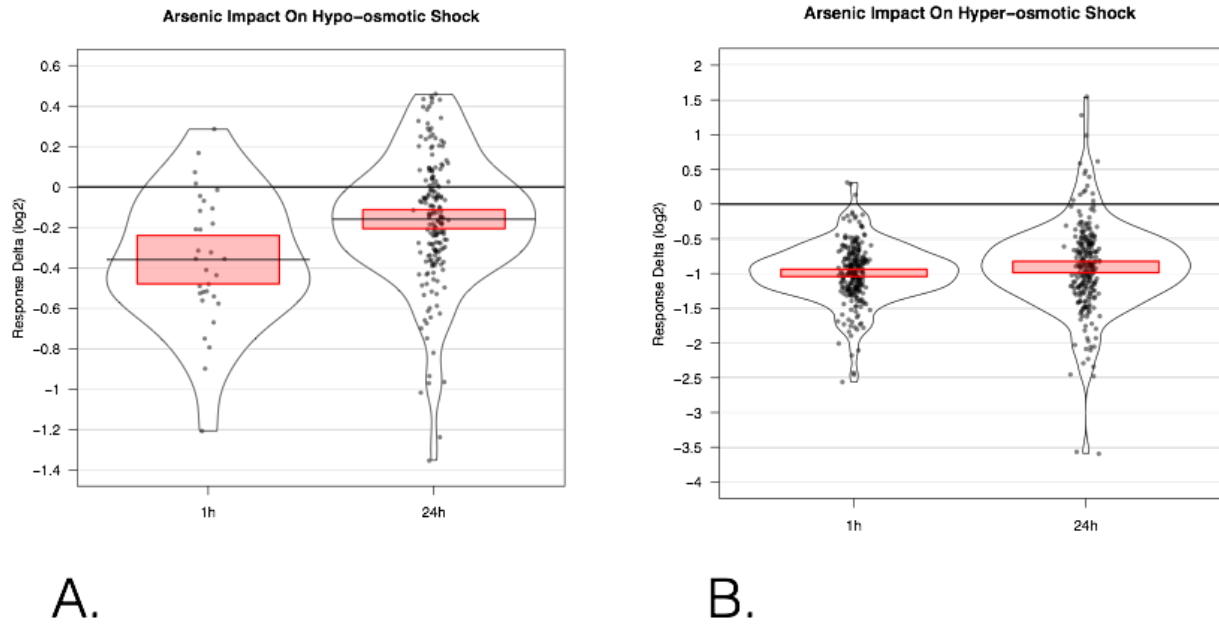 Arsenic Impact On Hypo-osmotic Shock
Response Delta (log2)
0.6
0.4
0.2
0
-0.2
-0.4
-0.6
-0.8
-1
-1.2
-1.4
1h
24h
A.
Arsenic Impact On Hyper-osmotic Shock
Response Delta (log2)
2
1.5
1
0.5
0
-0.5
-1
-1.5
-2
-2.5
-3
-3.5
-4
1h
24h
B.